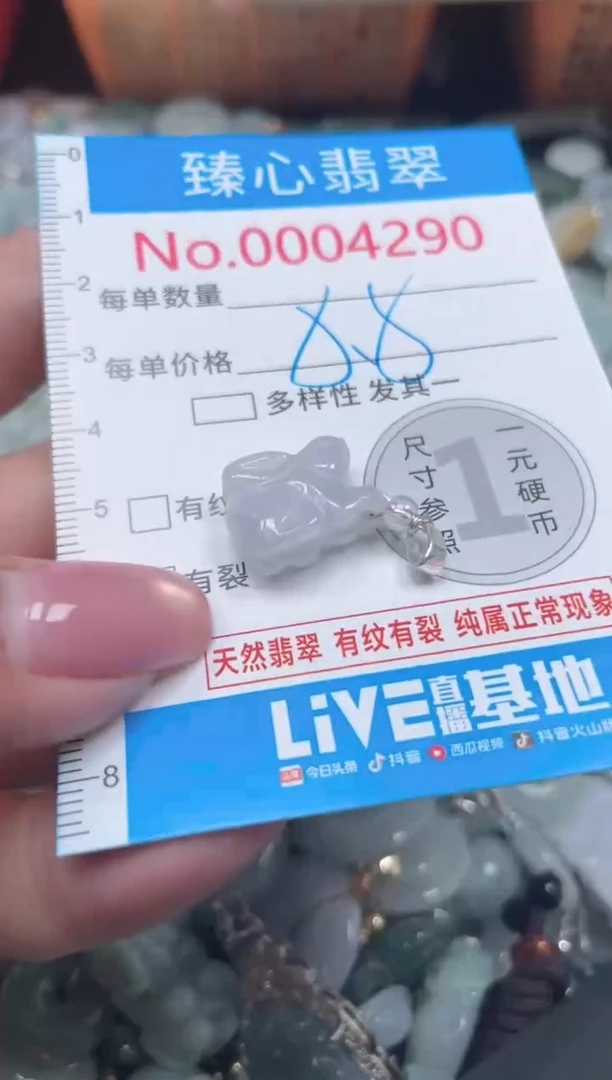 0
臻心翡翠
1
No.0004290
2
每单数量
3
每单价格
88
多样性 发其一
4
尺寸参照
1
一元硬币
5
有纹
有裂
天然翡翠 有纹有裂 纯属正常现象
LiVE直播基地
今日头条 抖音 西瓜视频 抖音火山版
8